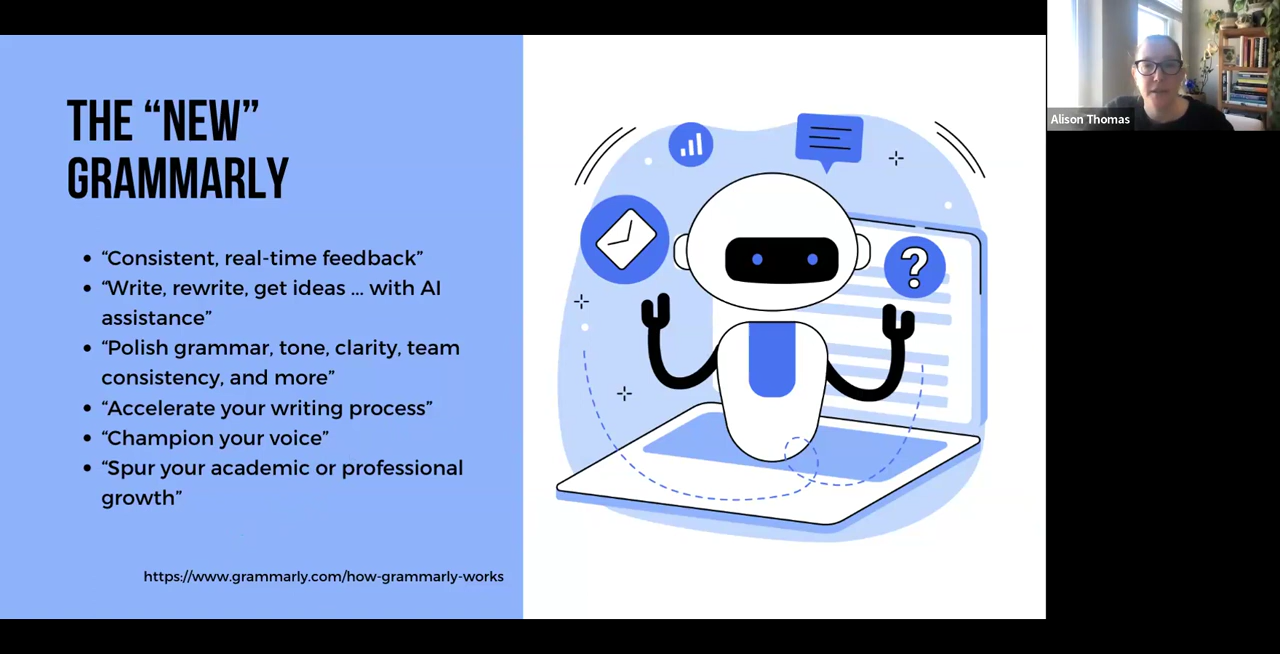 THE “NEW”
GRAMMARLY
• “Consistent, real-time feedback”
• “Write, rewrite, get ideas ... with AI
assistance”
• “Polish grammar, tone, clarity, team
consistency, and more”
• “Accelerate your writing process”
• “Champion your voice”
• “Spur your academic or professional
growth”
https://www.grammarly.com/how-grammarly-works
?
Alison Thomas